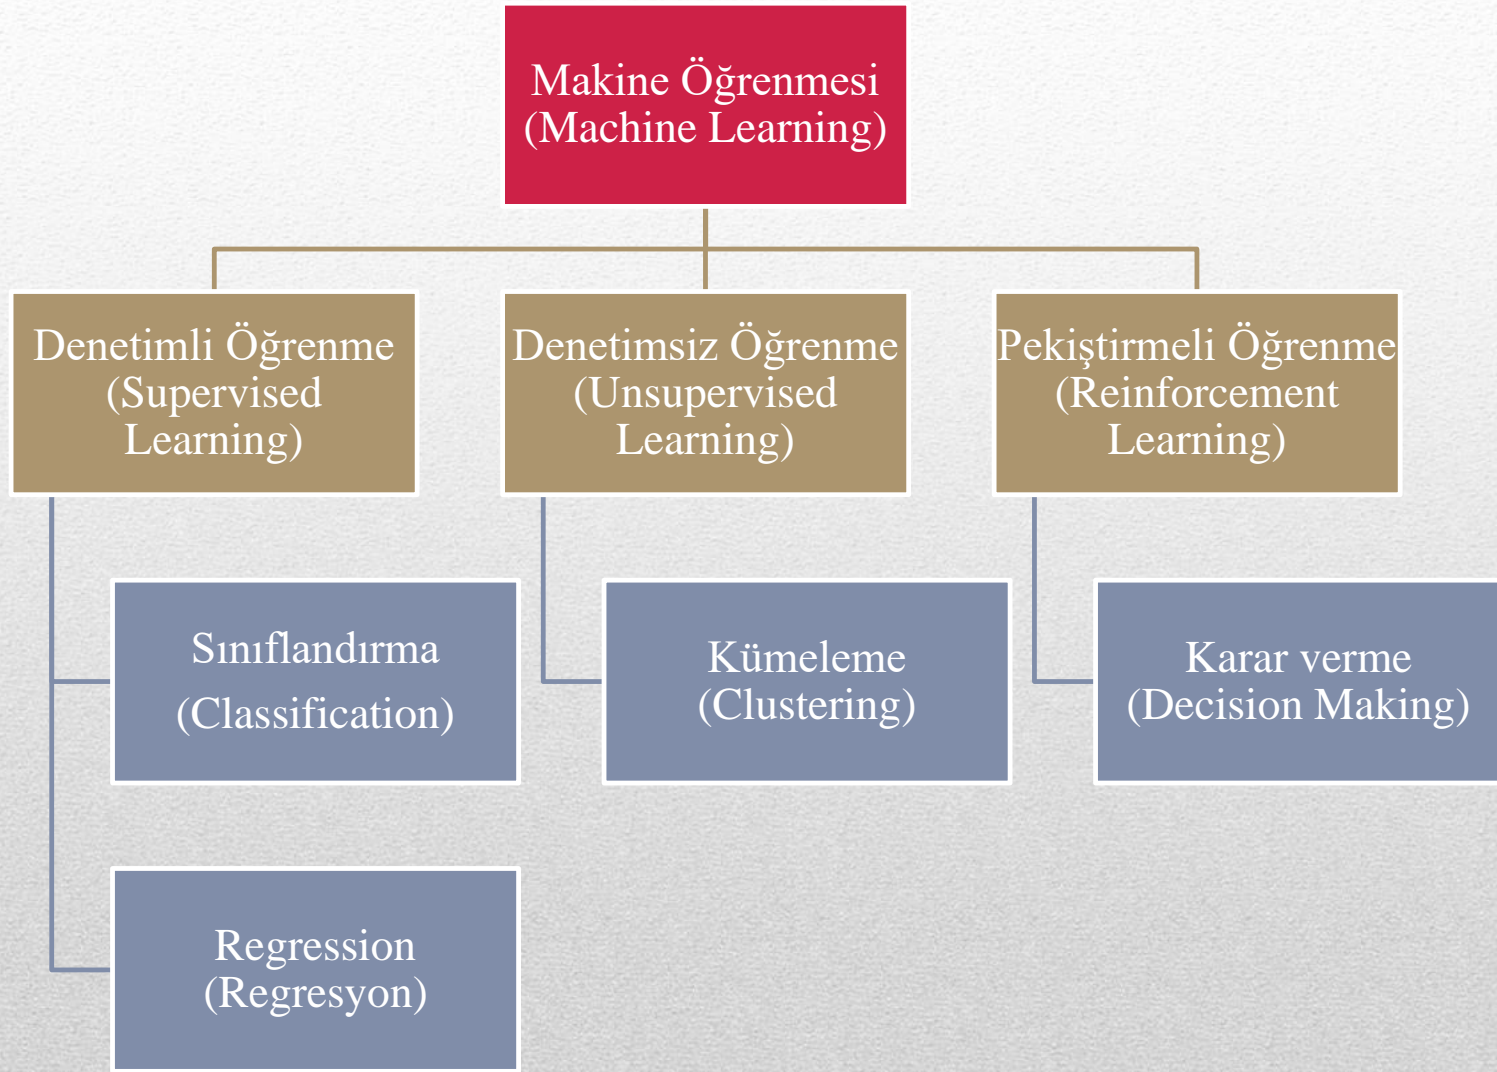 Makine Öğrenmesi
(Machine Learning)
Denetimli Öğrenme
(Supervised
Learning)
Denetimsiz Öğrenme
(Unsupervised
Learning)
Pekiştirmeli Öğrenme
(Reinforcement
Learning)
Sınıflandırma
(Classification)
Kümeleme
(Clustering)
Karar verme
(Decision Making)
Regression
(Regresyon)